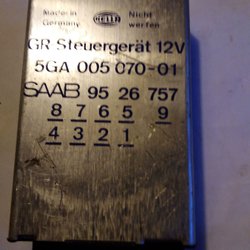 Made in Germany HELLA Nicht werfen
GR Steuergerät 12V
5GA 005 070-01
SAAB 95 26 757
8 7 6 5 9
4 3 2 1